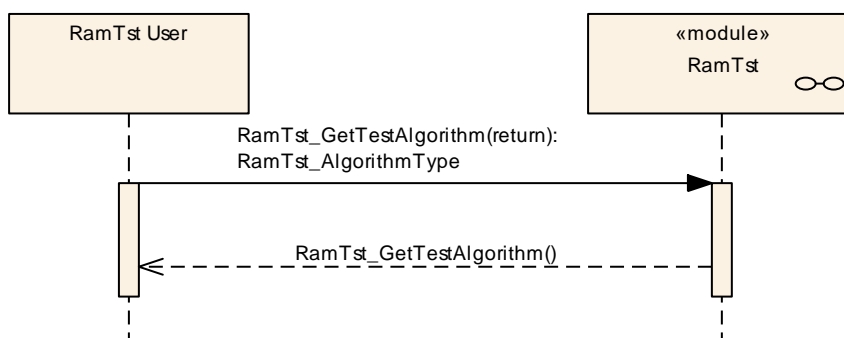 RamTst User
«module»
RamTst
RamTst_GetTestAlgorithm(return):
RamTst_AlgorithmType
RamTst_GetTestAlgorithm()